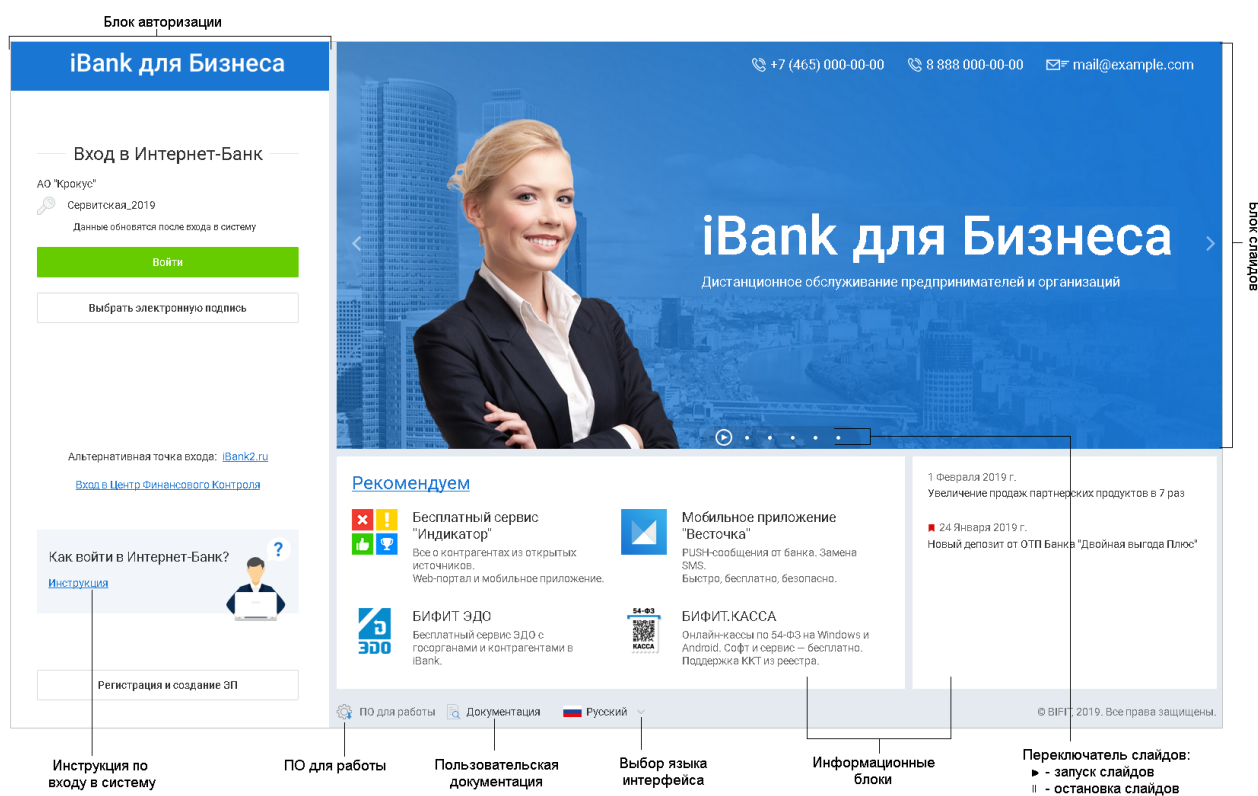 Блок авторизации
iBank для Бизнеса
+7 (465) 000-00-00
8 888 000-00-00
mail@example.com
Вход в Интернет-Банк
АО "Крокус"
Сервитская_2019
Данные обновятся после входа в систему
Войти
Выбрать электронную подпись
Альтернативная точка входа: iBank2.ru
Вход в Центр Финансового Контроля
Как войти в Интернет-Банк?
Инструкция
?
Регистрация и создание ЭП
iBank для Бизнеса
Дистанционное обслуживание предпринимателей и организаций
Блок слайдов
Рекомендуем
Бесплатный сервис
"Индикатор"
Все о контрагентах из открытых
источников.
Web-портал и мобильное приложение.
Мобильное приложение
"Весточка"
PUSH-сообщения от банка. Замена
SMS.
Быстро, бесплатно, безопасно.
ЭДО
БИФИТ ЭДО
Бесплатный сервис ЭДО с
госорганами и контрагентами в
iBank.
54-ФЗ
КАССА
БИФИТ.КАССА
Онлайн-кассы по 54-ФЗ на Windows и
Android. Софт и сервис — бесплатно.
Поддержка ККТ из реестра.
1 Февраля 2019 г.
Увеличение продаж партнерских продуктов в 7 раз
24 Января 2019 г.
Новый депозит от ОТП Банка "Двойная выгода Плюс"
ПО для работы
Документация
Русский
© BIFIT, 2019. Все права защищены.
Инструкция по
входу в систему
ПО для работы
Пользовательская
документация
Выбор языка
интерфейса
Информационные
блоки
Переключатель слайдов:
- запуск слайдов
- остановка слайдов